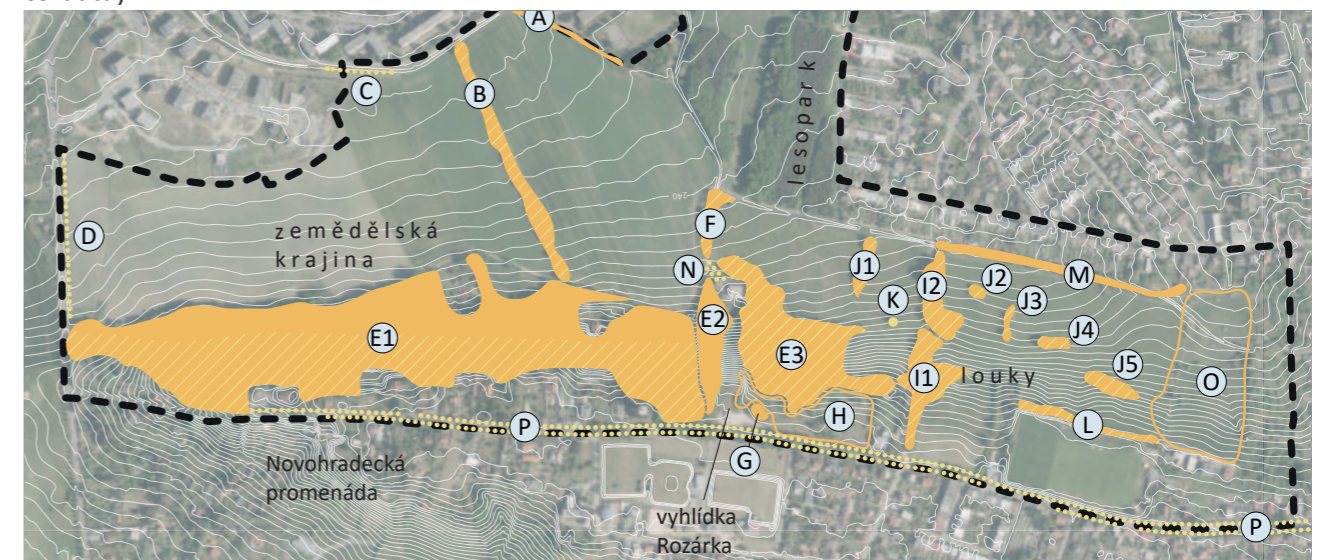 A
C
B
lesopark
D
zemědělská
krajina
F
N
J1
I2
J2
M
K
J3
E2
J4
E1
E3
I1
louky
J5
O
H
L
P
G
Novohradecká
promenáda
vyhlídka
Rozárka
P